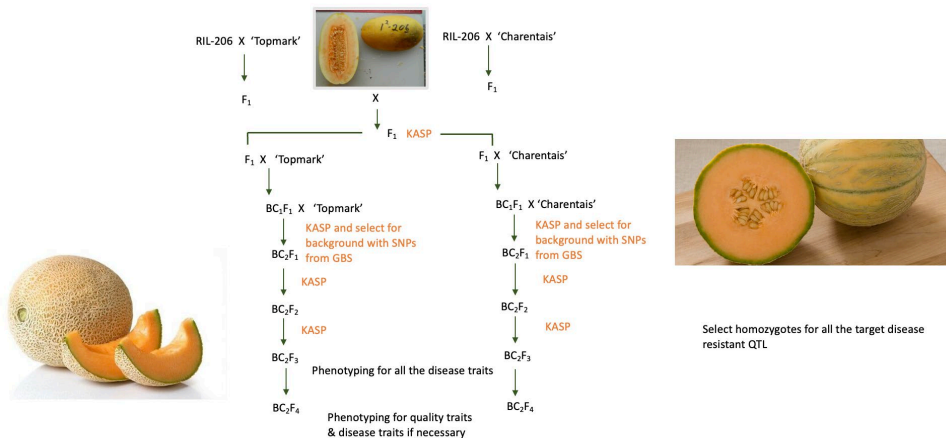 RIL-206 X 'Topmark'
1²-206
RIL-206 X 'Charentais'
F₁
X
F₁
F₁ KASP
F₁ X 'Topmark'
F₁ X 'Charentais'
BC₁F₁ X 'Topmark'
BC₁F₁ X 'Charentais'
KASP and select for
background with SNPs
from GBS
KASP and select for
background with SNPs
from GBS
BC₂F₁
BC₂F₁
KASP
KASP
BC₂F₂
BC₂F₂
KASP
KASP
Select homozygotes for all the target disease
resistant QTL
BC₂F₃
BC₂F₃
Phenotyping for all the disease traits
BC₂F₄
BC₂F₄
Phenotyping for quality traits
& disease traits if necessary